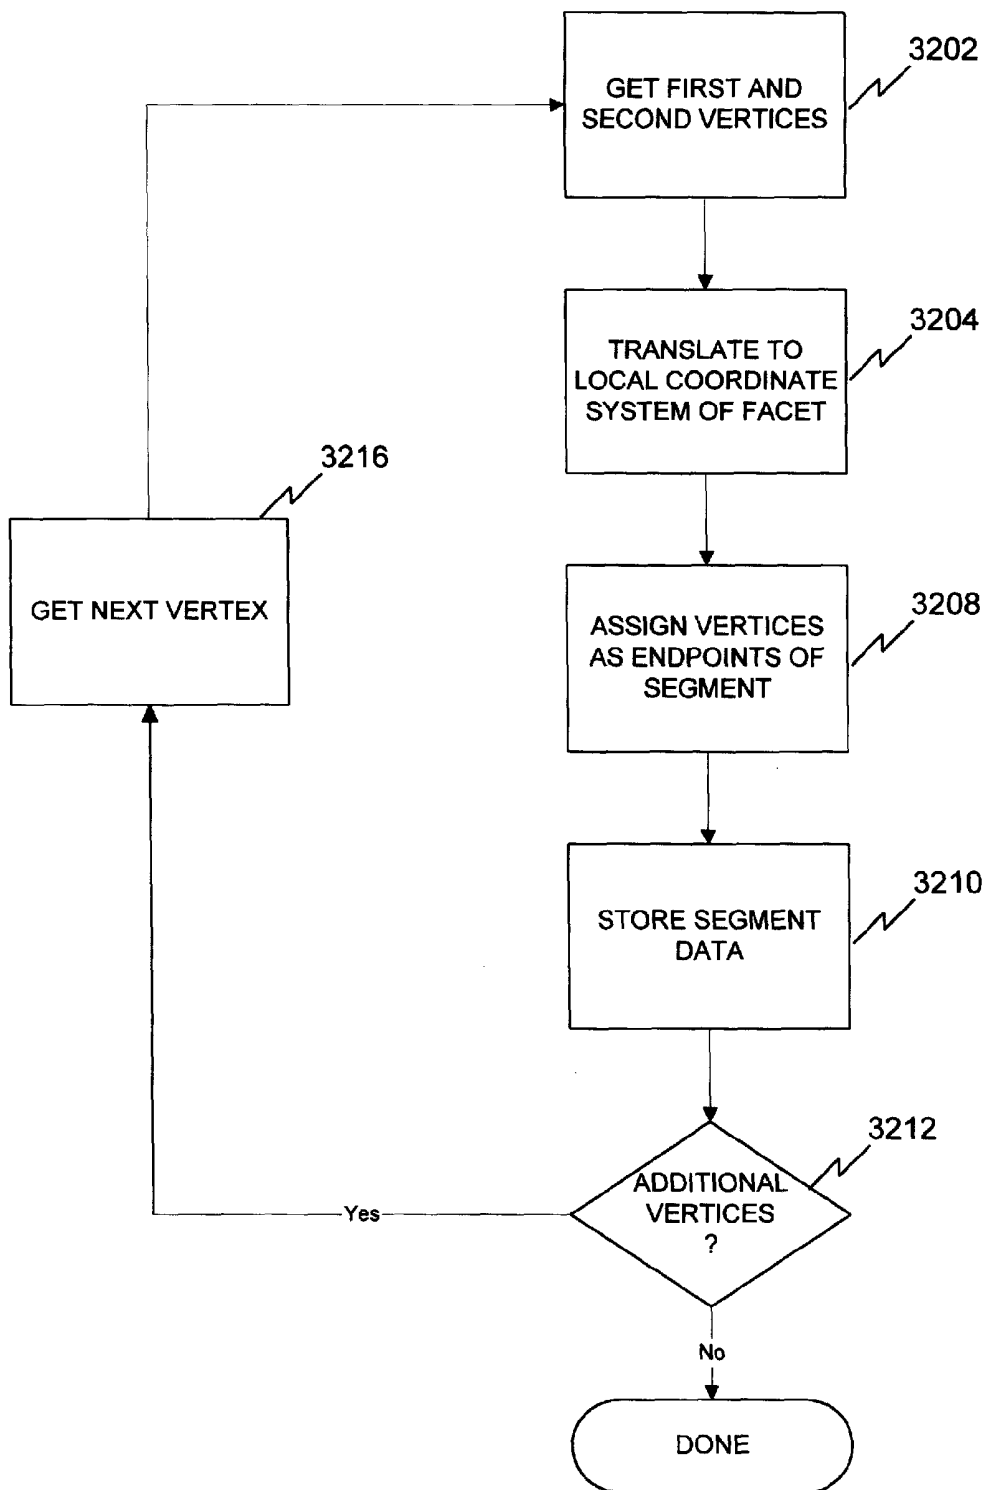 3202
GET FIRST AND
SECOND VERTICES
3204
TRANSLATE TO
LOCAL COORDINATE
SYSTEM OF FACET
3216
GET NEXT VERTEX
3208
ASSIGN VERTICES
AS ENDPOINTS OF
SEGMENT
3210
STORE SEGMENT
DATA
3212
ADDITIONAL
VERTICES
?
Yes
No
DONE